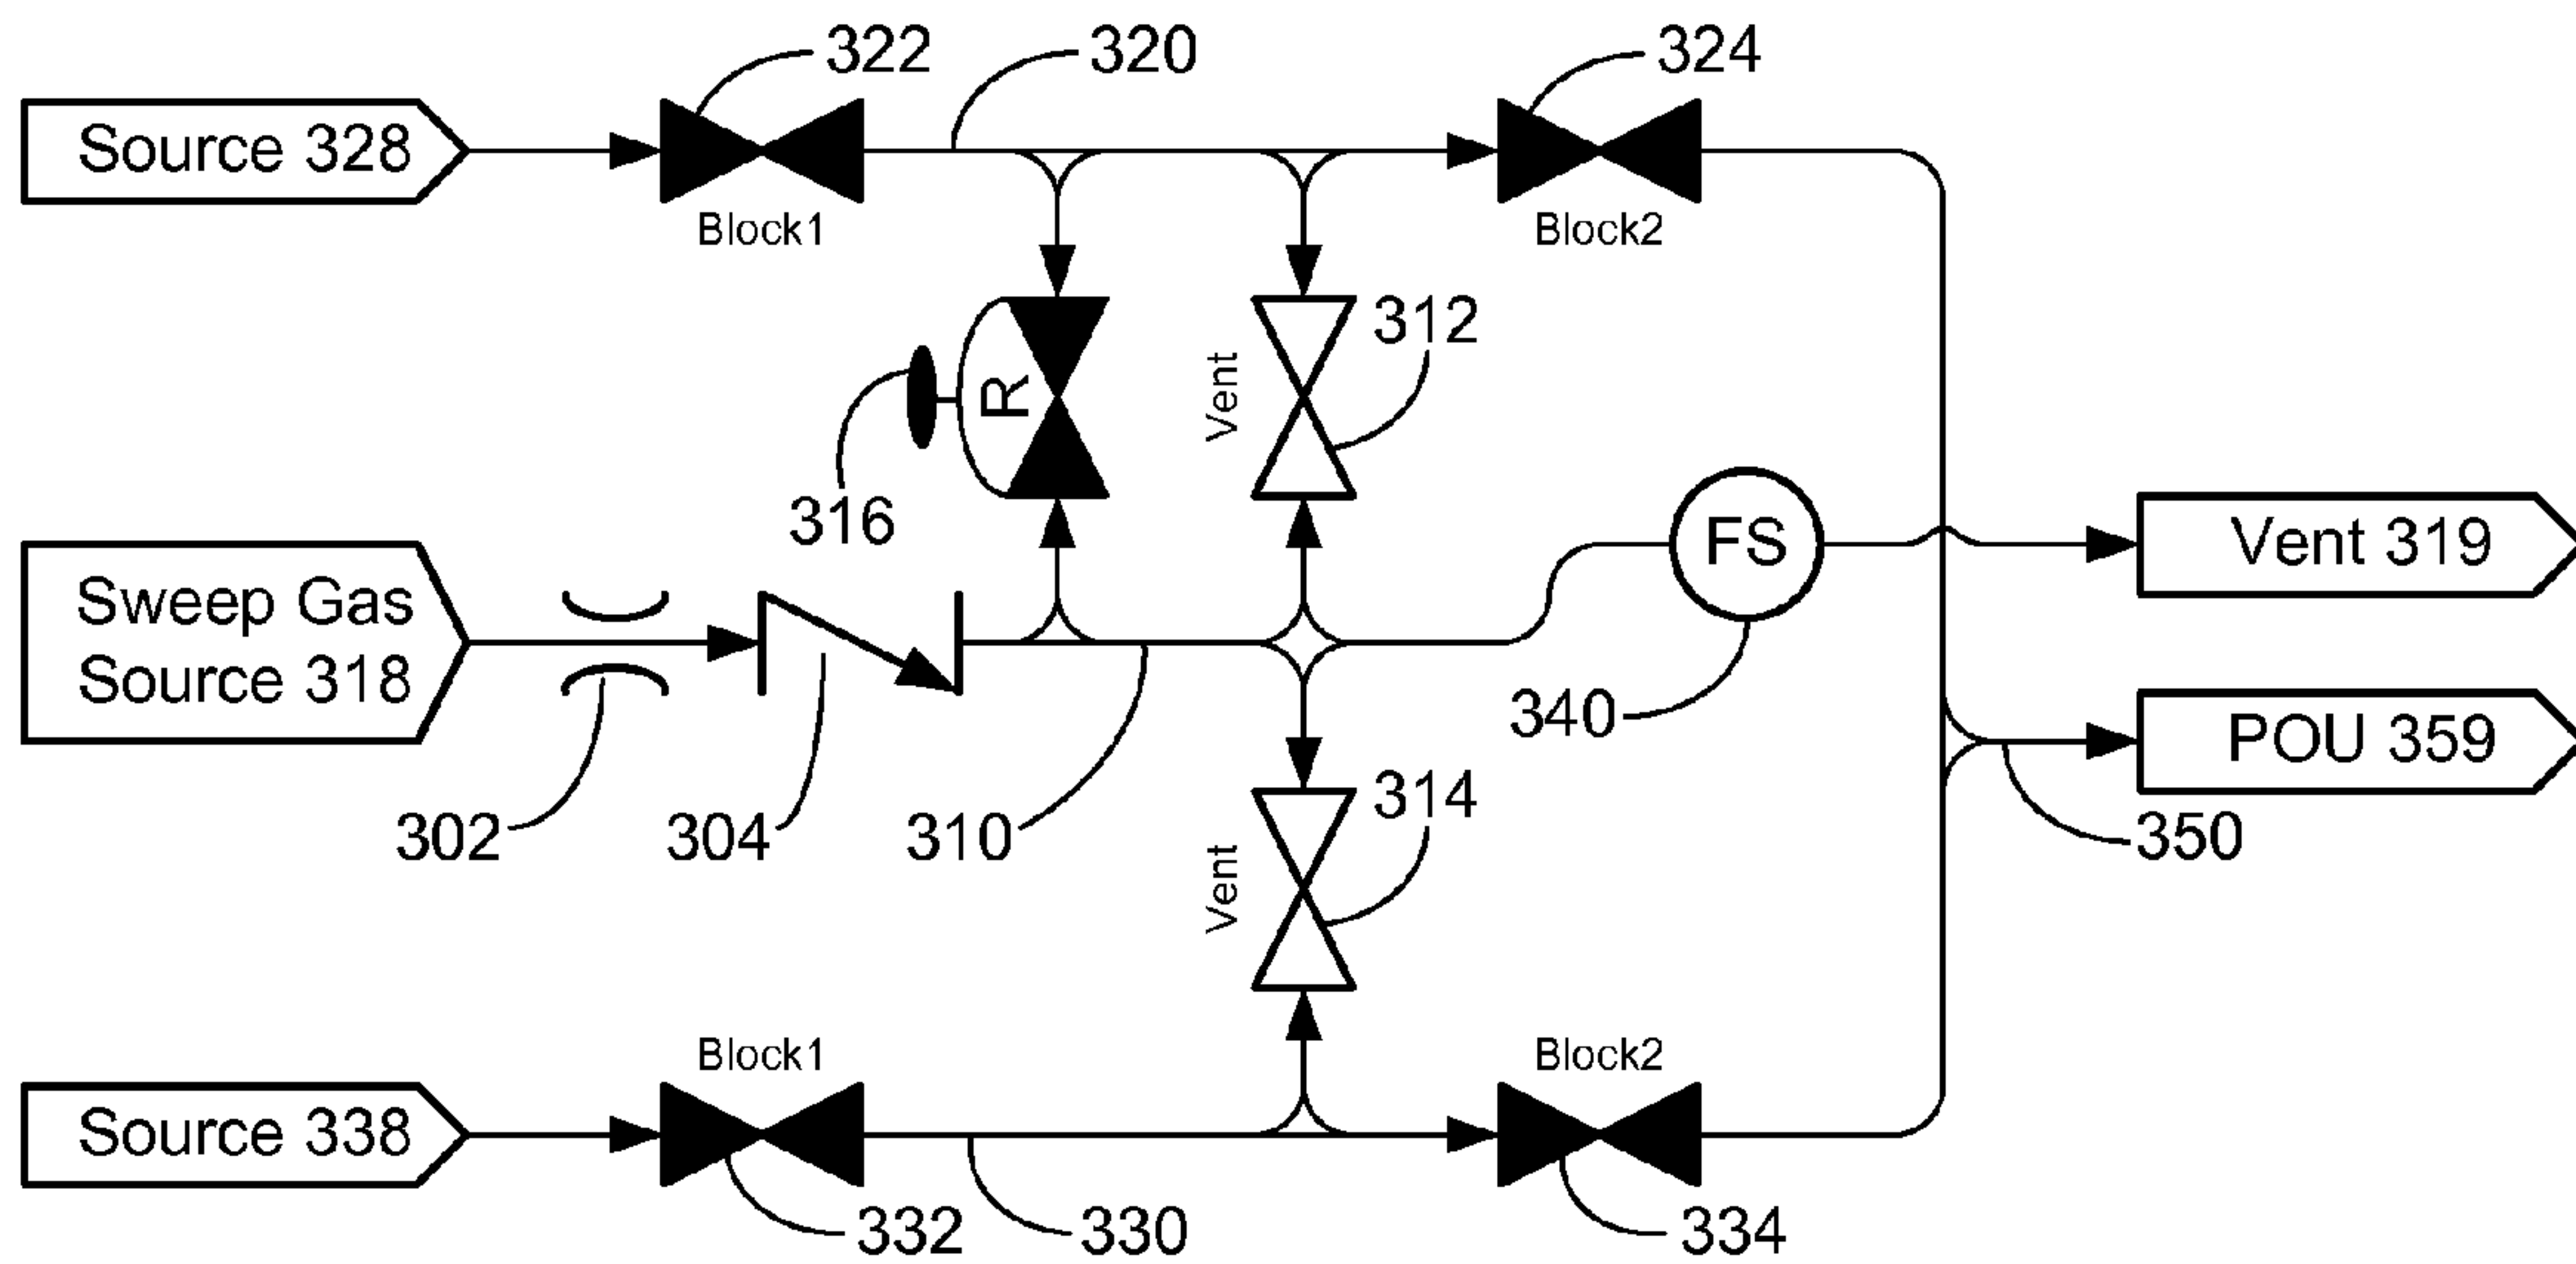 322
320
324
Source 328
Block1
Block2
312
Vent
R
316
Sweep Gas
Source 318
FS
Vent 319
340
POU 359
302
304
310
314
Vent
350
Block1
Block2
Source 338
332
330
334